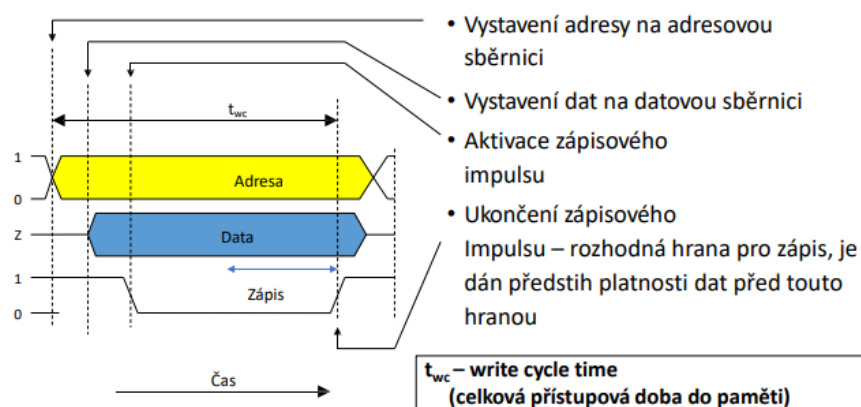 • Vystavení adresy na adresovou
sběrnici
• Vystavení dat na datovou sběrnici
• Aktivace zápisového
impulsu
• Ukončení zápisového
Impulsu – rozhodná hrana pro zápis, je
dán předstih platnosti dat před touto
hranou
t_wc
1
Adresa
0
Z
Data
1
Zápis
0
Čas
t_wc – write cycle time
(celková přístupová doba do paměti)